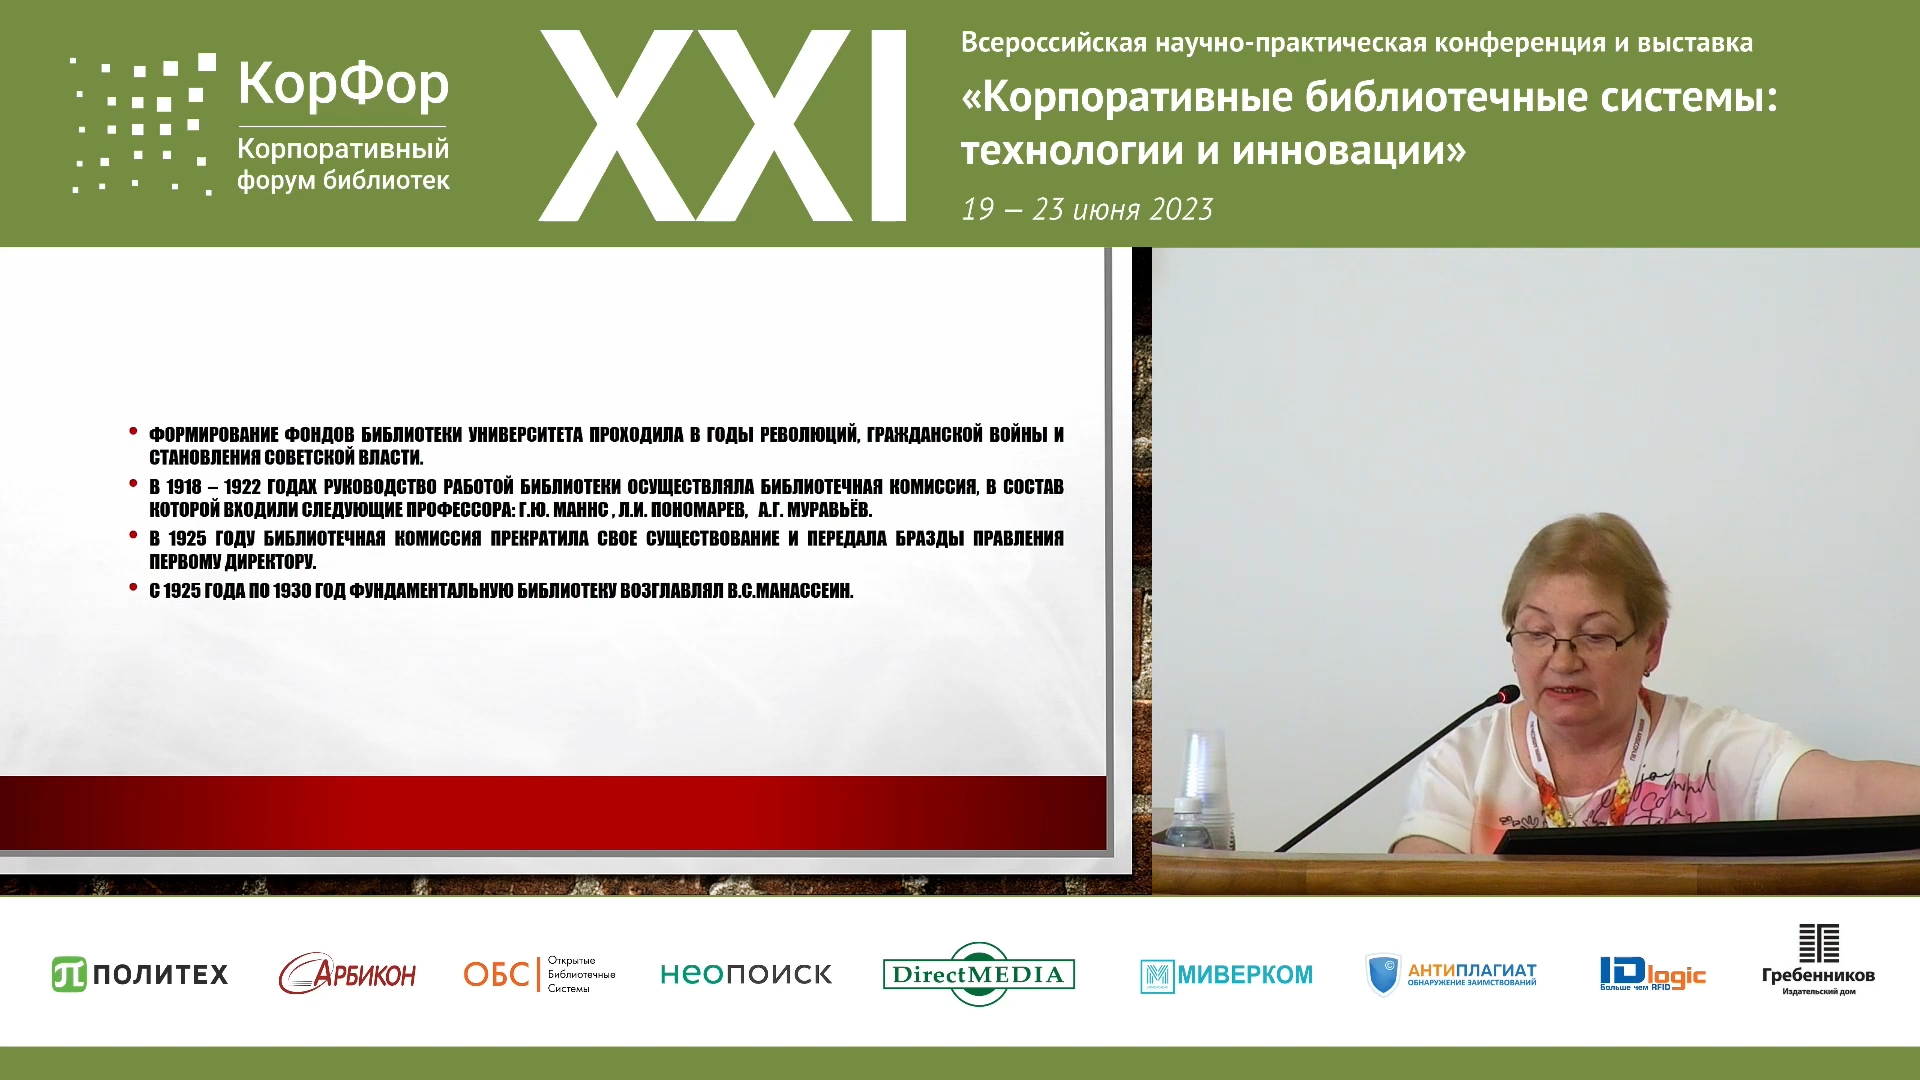 КорФор
Корпоративный
форум библиотек
XXI
Всероссийская научно-практическая конференция и выставка
«Корпоративные библиотечные системы:
технологии и инновации»
19 — 23 июня 2023
• ФОРМИРОВАНИЕ ФОНДОВ БИБЛИОТЕКИ УНИВЕРСИТЕТА ПРОХОДИЛА В ГОДЫ РЕВОЛЮЦИЙ, ГРАЖДАНСКОЙ ВОЙНЫ И
СТАНОВЛЕНИЯ СОВЕТСКОЙ ВЛАСТИ.
• В 1918 – 1922 ГОДАХ РУКОВОДСТВО РАБОТОЙ БИБЛИОТЕКИ ОСУЩЕСТВЛЯЛА БИБЛИОТЕЧНАЯ КОМИССИЯ, В СОСТАВ
КОТОРОЙ ВХОДИЛИ СЛЕДУЮЩИЕ ПРОФЕССОРА: Г.Ю. МАННС , Л.И. ПОНОМАРЕВ, А.Г. МУРАВЬЁВ.
• В 1925 ГОДУ БИБЛИОТЕЧНАЯ КОМИССИЯ ПРЕКРАТИЛА СВОЕ СУЩЕСТВОВАНИЕ И ПЕРЕДАЛА БРАЗДЫ ПРАВЛЕНИЯ
ПЕРВОМУ ДИРЕКТОРУ.
• С 1925 ГОДА ПО 1930 ГОД ФУНДАМЕНТАЛЬНУЮ БИБЛИОТЕКУ ВОЗГЛАВЛЯЛ В.С.МАНАССЕИН.
ПОЛИТЕХ
АРБИКОН
ОБС
Открытые
Библиотечные
Системы
неопоиск
DirectMEDIA
МИВЕРКОМ
АНТИПЛАГИАТ
ОБНАРУЖЕНИЕ ЗАИМСТВОВАНИЙ
IDlogic
Больше чем RFID
Гребенников
Издательский дом